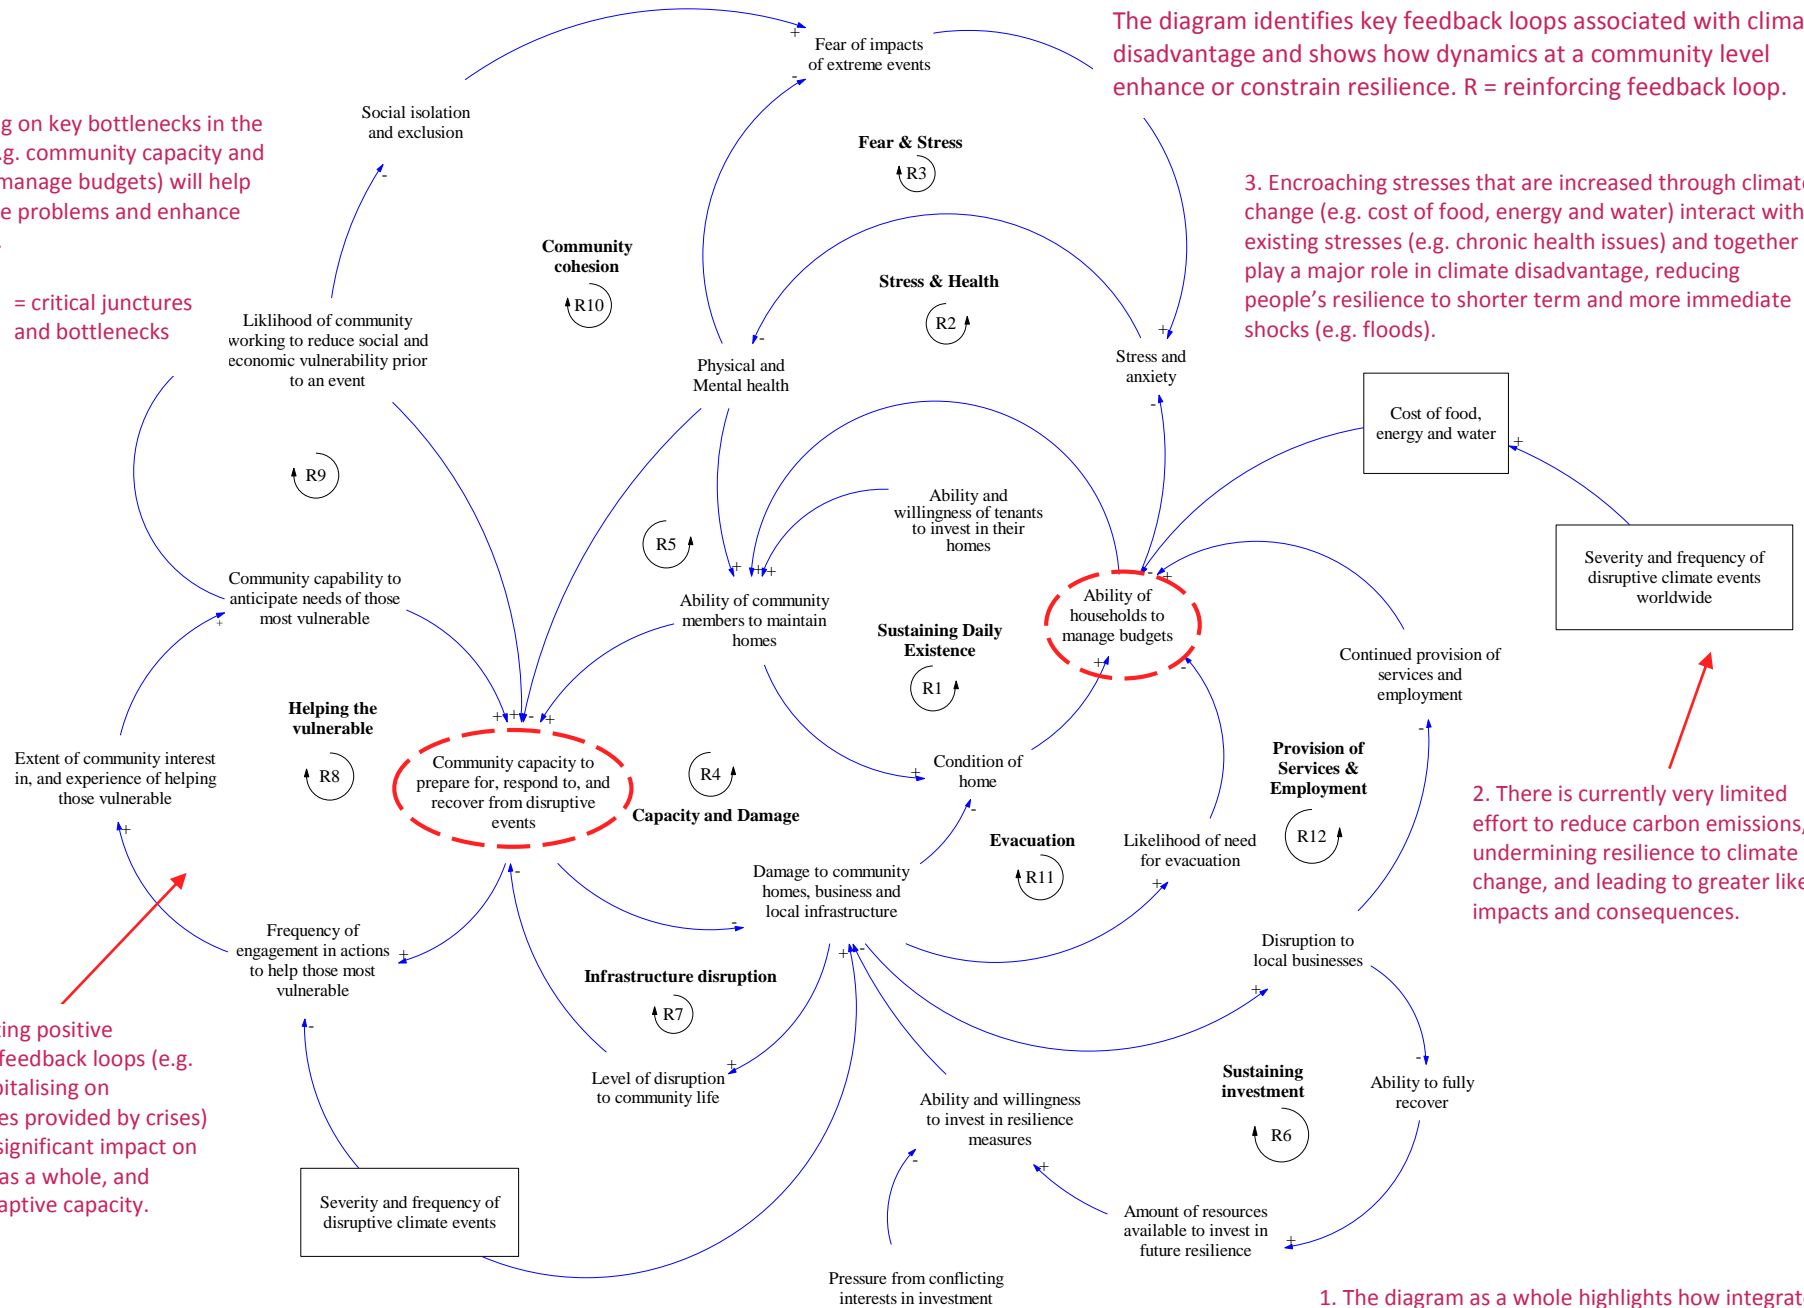 The diagram identifies key feedback loops associated with clima
disadvantage and shows how dynamics at a community level
enhance or constrain resilience. R = reinforcing feedback loop.
g on key bottlenecks in the
.g. community capacity and
manage budgets) will help
e problems and enhance
.
= critical junctures
and bottlenecks
3. Encroaching stresses that are increased through climate
change (e.g. cost of food, energy and water) interact with
existing stresses (e.g. chronic health issues) and together
play a major role in climate disadvantage, reducing
people's resilience to shorter term and more immediate
shocks (e.g. floods).
Fear of impacts
of extreme events
+
-
Social isolation
and exclusion
-
Fear & Stress
R3
Community
cohesion
R10
Stress & Health
R2
Liklihood of community
working to reduce social and
economic vulnerability prior
to an event
Physical and
Mental health
-
Stress and
anxiety
+
-
Cost of food,
energy and water
+
R9
R5
Ability and
willingness of tenants
to invest in their
homes
Severity and frequency of
disruptive climate events
worldwide
Community capability to
anticipate needs of those
most vulnerable
+
Ability of community
members to maintain
homes
+ + +
Ability of
households to
manage budgets
- +
+ -
Sustaining Daily
Existence
R1
Continued provision of
services and
employment
-
Helping the
vulnerable
R8
Extent of community interest
in, and experience of helping
those vulnerable
+
Community capacity to
prepare for, respond to, and
recover from disruptive
events
+ + - +
-
R4
Capacity and Damage
Condition of
home
+
-
Provision of
Services &
Employment
R12
2. There is currently very limited
effort to reduce carbon emissions,
undermining resilience to climate
change, and leading to greater like
impacts and consequences.
Evacuation
R11
Likelihood of need
for evacuation
+
Damage to community
homes, business and
local infrastructure
-
+ -
Frequency of
engagement in actions
to help those most
vulnerable
+
-
Infrastructure disruption
R7
Disruption to
local businesses
+
ting positive
feedback loops (e.g.
pitalising on
es provided by crises)
significant impact on
as a whole, and
aptive capacity.
Level of disruption
to community life
+
Ability and willingness
to invest in resilience
measures
-
+
Sustaining
investment
R6
Ability to fully
recover
-
Severity and frequency of
disruptive climate events
Amount of resources
available to invest in
future resilience
+
Pressure from conflicting
interests in investment
1. The diagram as a whole highlights how integrat